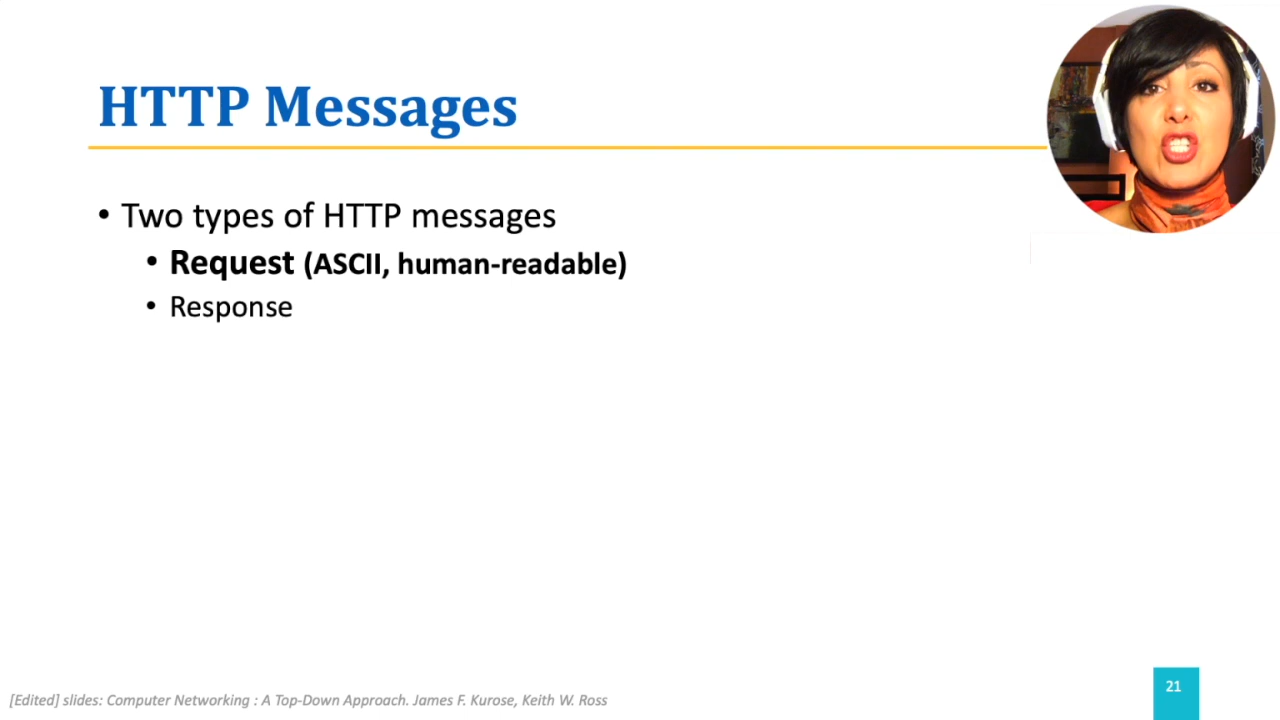 HTTP Messages
• Two types of HTTP messages
• Request (ASCII, human-readable)
• Response
[Edited] slides: Computer Networking : A Top-Down Approach. James F. Kurose, Keith W. Ross
21